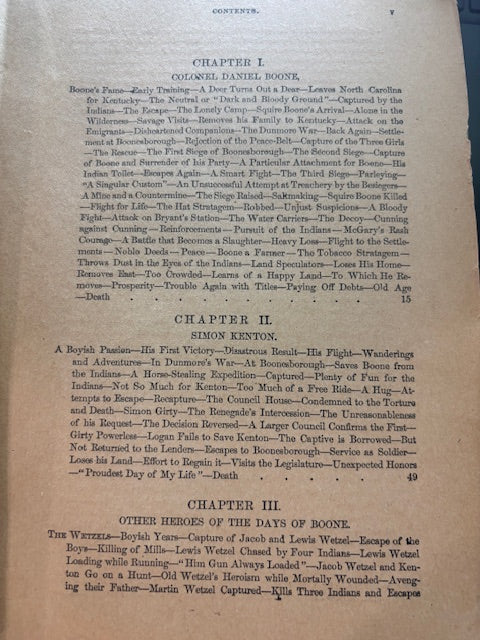 CONTENTS. v
CHAPTER I.
COLONEL DANIEL BOONE,
Boone's Fame—Early Training—A Deer Turns Out a Dear—Leaves North Carolina
for Kentucky—The Neutral or "Dark and Bloody Ground"—Captured by the
Indians—The Escape—The Lonely Camp—Squire Boone's Arrival—Alone in the
Wilderness—Savage Visits—Removes his Family to Kentucky—Attack on the
Emigrants—Disheartened Companions—The Dunmore War—Back Again—Settle-
ment at Boonesborough—Rejection of the Peace-Belt—Capture of the Three Girls
—The Rescue—The First Siege of Boonesborough—The Second Siege—Capture
of Boone and Surrender of his Party—A Particular Attachment for Boone—His
Indian Toilet—Escapes Again—A Smart Fight—The Third Siege—Parleying—
"A Singular Custom"—An Unsuccessful Attempt at Treachery by the Besiegers—
A Mine and a Countermine—The Siege Raised—Saltmaking—Squire Boone Killed
—Flight for Life—The Hat Stratagem—Robbed—Unjust Suspicions—A Bloody
Fight—Attack on Bryant's Station—The Water Carriers—The Decoy—Cunning
against Cunning—Reinforcements—Pursuit of the Indians—McGary's Rash
Courage—A Battle that Becomes a Slaughter—Heavy Loss—Flight to the Settle-
ments—Noble Deeds—Peace—Boone a Farmer—The Tobacco Stratagem—
Throws Dust in the Eyes of the Indians—Land Speculators—Loses His Home—
Removes East—Too Crowded—Learns of a Happy Land—To Which He Re-
moves—Prosperity—Trouble Again with Titles—Paying Off Debts—Old Age
—Death . . . . . . . . 15
CHAPTER II.
SIMON KENTON.
A Boyish Passion—His First Victory—Disastrous Result—His Flight—Wanderings
and Adventures—In Dunmore's War—At Boonesborough—Saves Boone from
the Indians—A Horse-Stealing Expedition—Captured—Plenty of Fun for the
Indians—Not So Much for Kenton—Too Much of a Free Ride—A Hug—At-
tempts to Escape—Recapture—The Council House—Condemned to the Torture
and Death—Simon Girty—The Renegade's Intercession—The Unreasonableness
of his Request—The Decision Reversed—A Larger Council Confirms the First—
Girty Powerless—Logan Fails to Save Kenton—The Captive is Borrowed—But
Not Returned to the Lenders—Escapes to Boonesborough—Service as Soldier—
Loses his Land—Effort to Regain it—Visits the Legislature—Unexpected Honors
—"Proudest Day of My Life"—Death . . . . . 49
CHAPTER III.
OTHER HEROES OF THE DAYS OF BOONE.
THE WETZELS—Boyish Years—Capture of Jacob and Lewis Wetzel—Escape of the
Boys—Killing of Mills—Lewis Wetzel Chased by Four Indians—Lewis Wetzel
Loading while Running—"Him Gun Always Loaded"—Jacob Wetzel and Ken-
ton Go on a Hunt—Old Wetzel's Heroism while Mortally Wounded—Aveng-
ing their Father—Martin Wetzel Captured—Kills Three Indians and Escapes